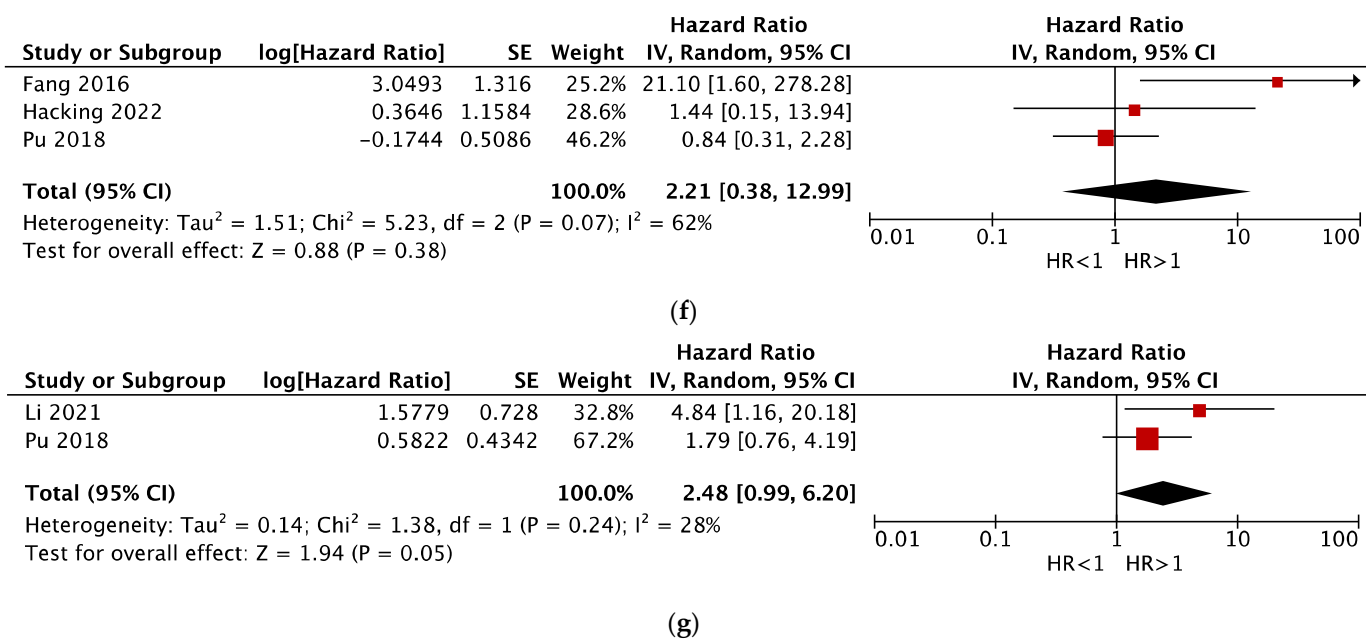 Hazard Ratio Hazard Ratio
Study or Subgroup log[Hazard Ratio] SE Weight IV, Random, 95% CI IV, Random, 95% CI
Fang 2016 3.0493 1.316 25.2% 21.10 [1.60, 278.28]
Hacking 2022 0.3646 1.1584 28.6% 1.44 [0.15, 13.94]
Pu 2018 −0.1744 0.5086 46.2% 0.84 [0.31, 2.28]
Total (95% CI) 100.0% 2.21 [0.38, 12.99]
Heterogeneity: Tau² = 1.51; Chi² = 5.23, df = 2 (P = 0.07); I² = 62%
Test for overall effect: Z = 0.88 (P = 0.38)
0.01 0.1 1 10 100
HR<1 HR>1
(f)
Hazard Ratio Hazard Ratio
Study or Subgroup log[Hazard Ratio] SE Weight IV, Random, 95% CI IV, Random, 95% CI
Li 2021 1.5779 0.728 32.8% 4.84 [1.16, 20.18]
Pu 2018 0.5822 0.4342 67.2% 1.79 [0.76, 4.19]
Total (95% CI) 100.0% 2.48 [0.99, 6.20]
Heterogeneity: Tau² = 0.14; Chi² = 1.38, df = 1 (P = 0.24); I² = 28%
Test for overall effect: Z = 1.94 (P = 0.05)
0.01 0.1 1 10 100
HR<1 HR>1
(g)